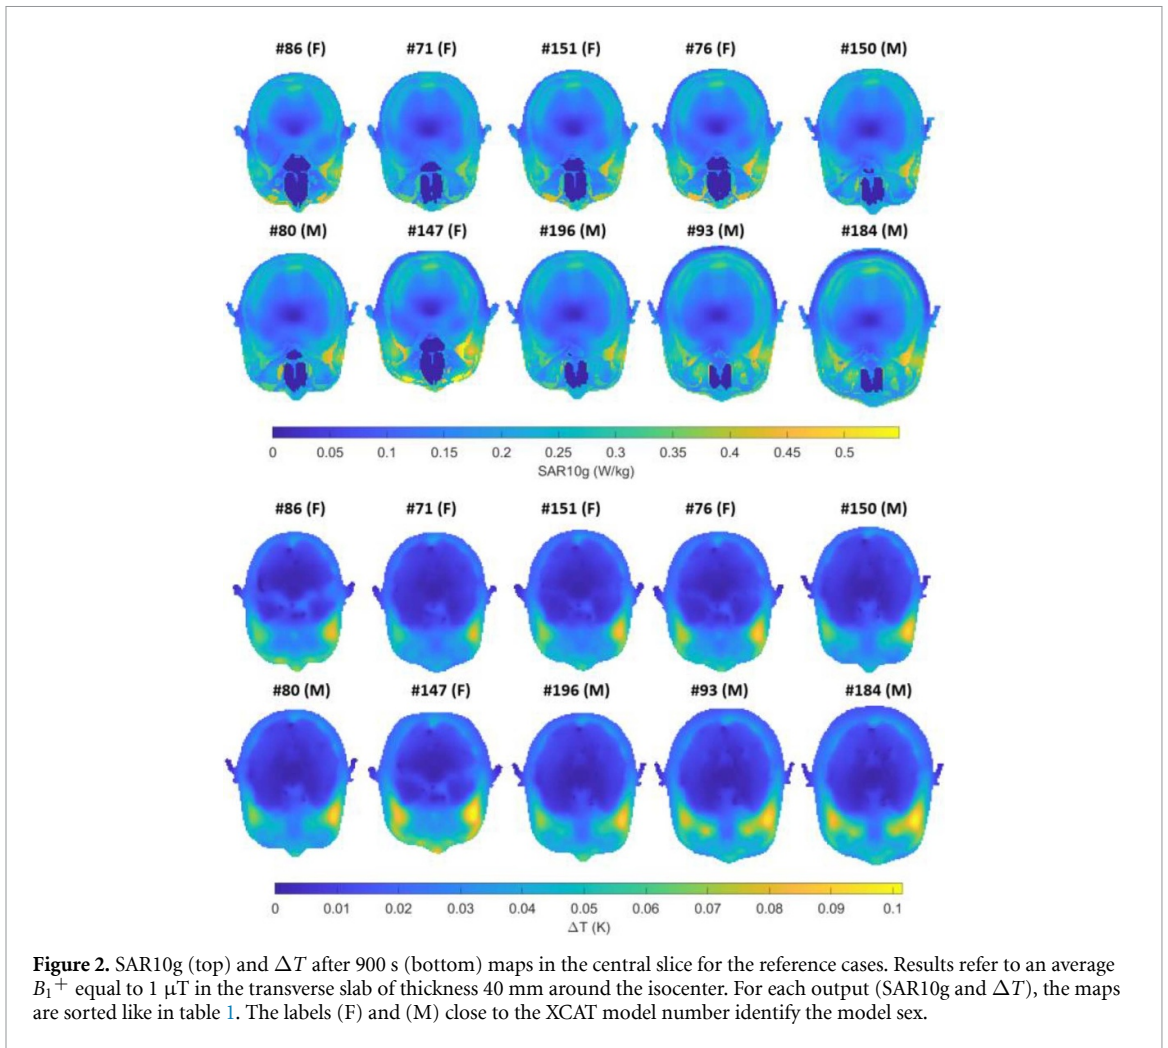 #86 (F) #71 (F) #151 (F) #76 (F) #150 (M)
#80 (M) #147 (F) #196 (M) #93 (M) #184 (M)
0 0.05 0.1 0.15 0.2 0.25 0.3 0.35 0.4 0.45 0.5
SAR10g (W/kg)
#86 (F) #71 (F) #151 (F) #76 (F) #150 (M)
#80 (M) #147 (F) #196 (M) #93 (M) #184 (M)
0 0.01 0.02 0.03 0.04 0.05 0.06 0.07 0.08 0.09 0.1
ΔT (K)
Figure 2. SAR10g (top) and ΔT after 900 s (bottom) maps in the central slice for the reference cases. Results refer to an average
B₁⁺ equal to 1 μT in the transverse slab of thickness 40 mm around the isocenter. For each output (SAR10g and ΔT), the maps
are sorted like in table 1. The labels (F) and (M) close to the XCAT model number identify the model sex.